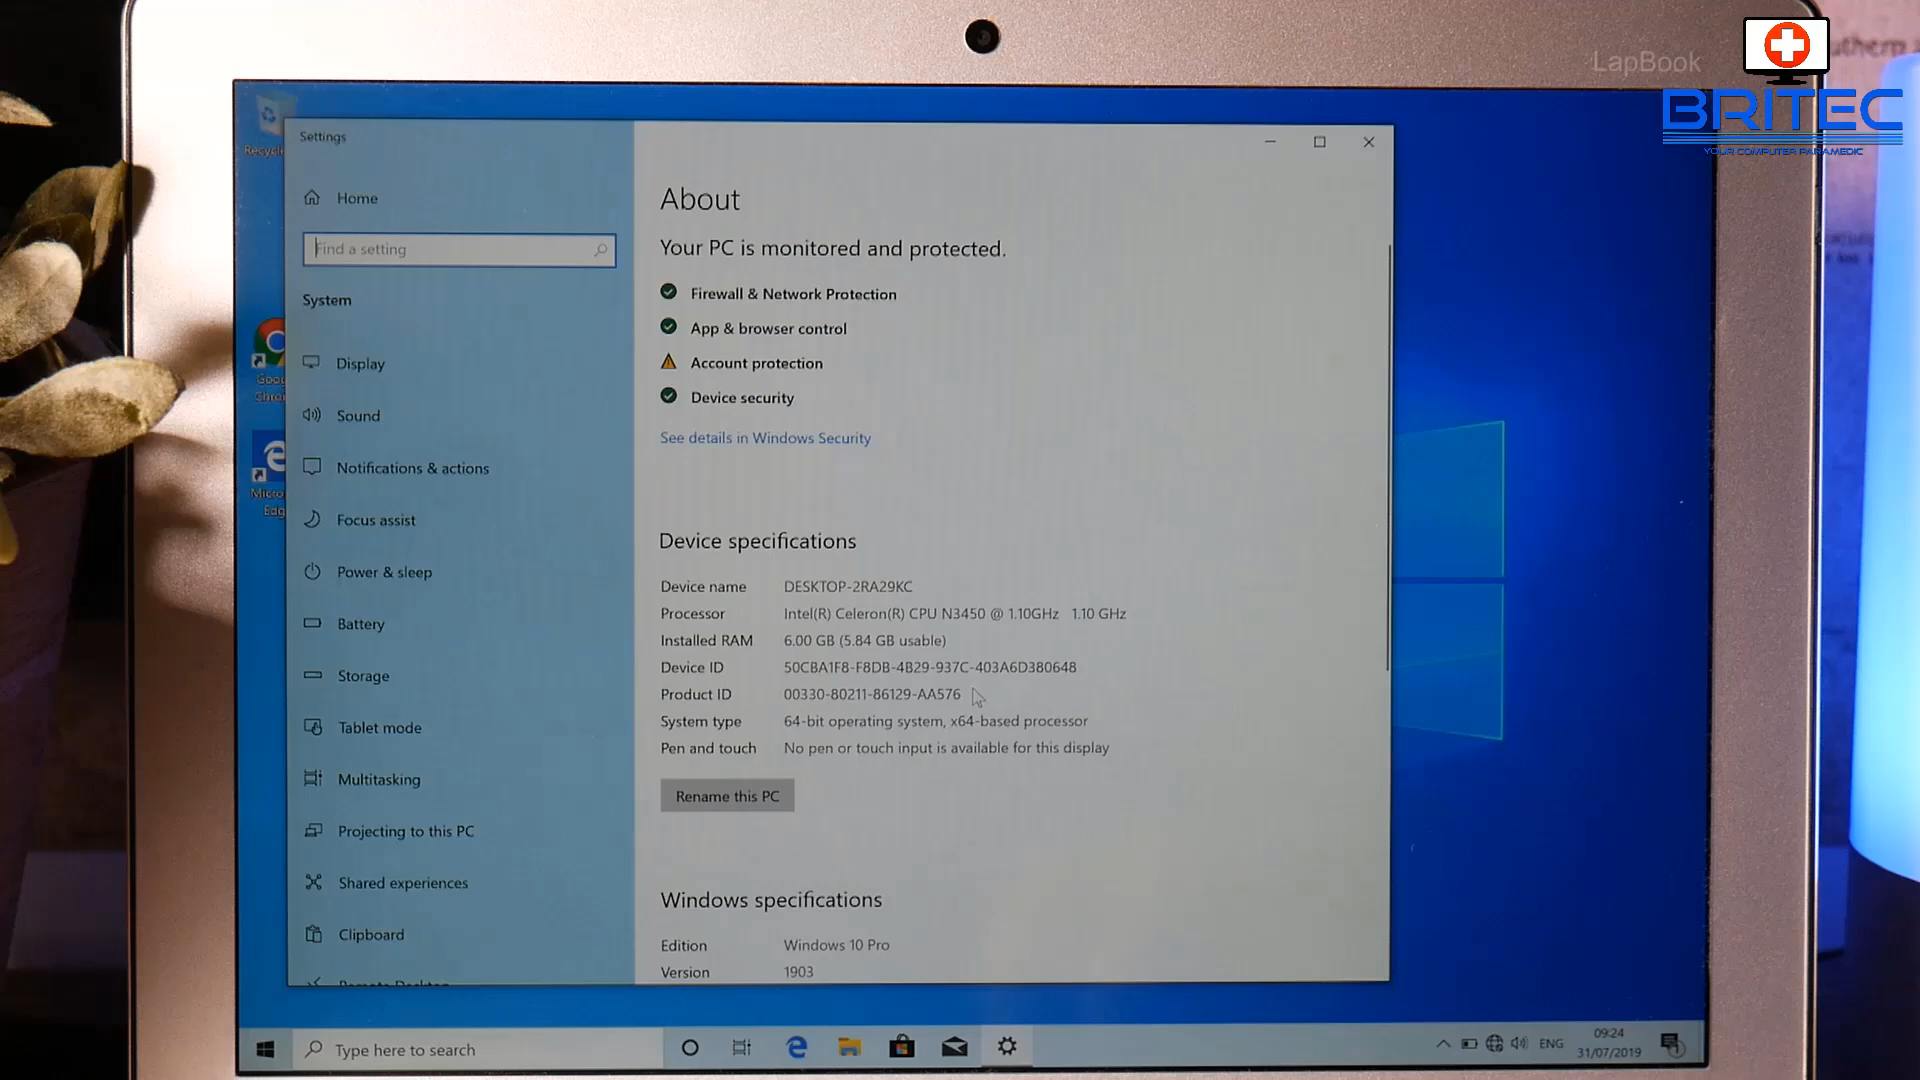 LapBook
BRITEC
YOUR COMPUTER PARAMEDIC
Settings
Home
Find a setting
System
Display
Sound
Notifications & actions
Focus assist
Power & sleep
Battery
Storage
Tablet mode
Multitasking
Projecting to this PC
Shared experiences
Clipboard
Remote Desktop
About
Your PC is monitored and protected.
Firewall & Network Protection
App & browser control
Account protection
Device security
See details in Windows Security
Device specifications
Device name DESKTOP-2RA29KC
Processor Intel(R) Celeron(R) CPU N3450 @ 1.10GHz 1.10 GHz
Installed RAM 6.00 GB (5.84 GB usable)
Device ID 50CBA1F8-F8DB-4B29-937C-403A6D380648
Product ID 00330-80211-86129-AA576
System type 64-bit operating system, x64-based processor
Pen and touch No pen or touch input is available for this display
Rename this PC
Windows specifications
Edition Windows 10 Pro
Version 1903
Type here to search
ENG
09:24
31/07/2019